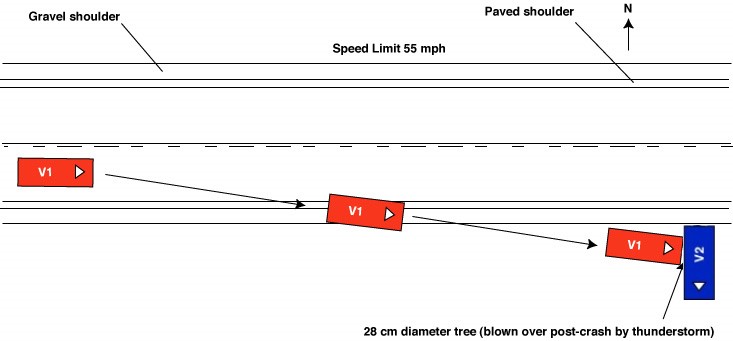 Gravel shoulder
Paved shoulder
N
Speed Limit 55 mph
V1
V1
V1
V2
28 cm diameter tree (blown over post-crash by thunderstorm)